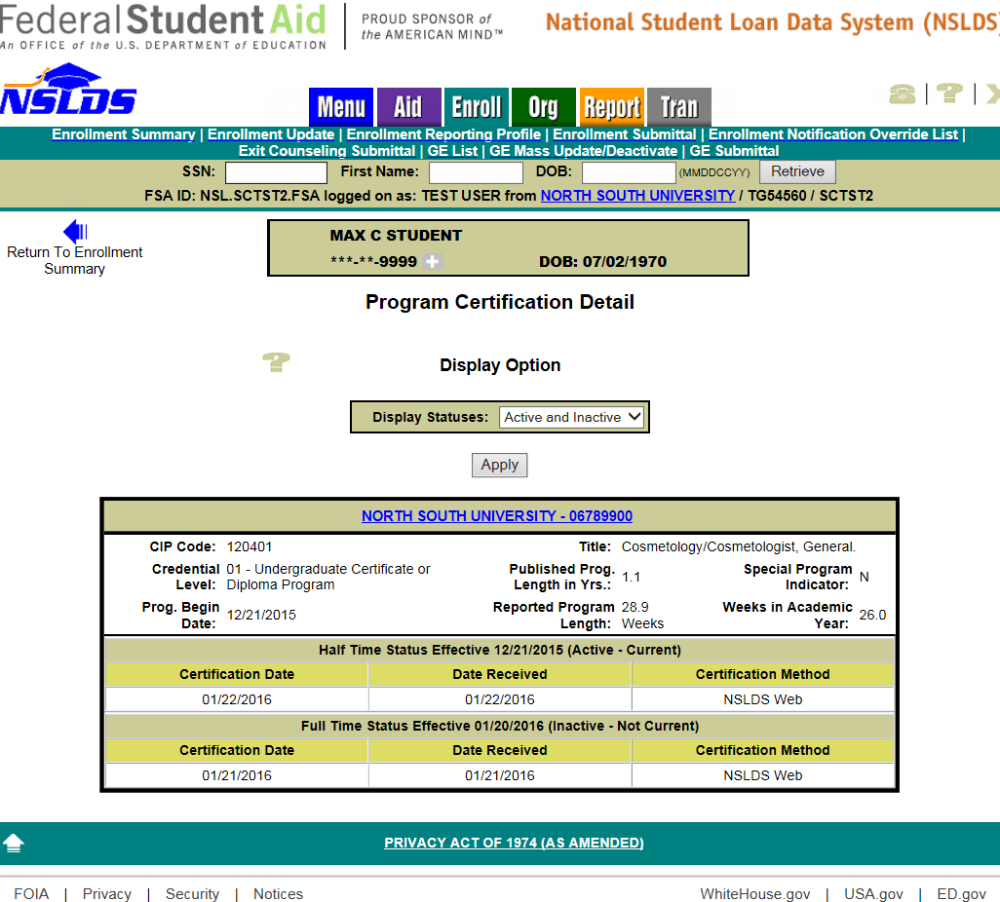 Federal Student Aid
An OFFICE of the U.S. DEPARTMENT of EDUCATION
PROUD SPONSOR of
the AMERICAN MIND™
National Student Loan Data System (NSLDS)
NSLDS
Menu Aid Enroll Org Report Tran
Enrollment Summary | Enrollment Update | Enrollment Reporting Profile | Enrollment Submittal | Enrollment Notification Override List |
Exit Counseling Submittal | GE List | GE Mass Update/Deactivate | GE Submittal
SSN: First Name: DOB: (MMDDCCYY) Retrieve
FSA ID: NSL.SCTST2.FSA logged on as: TEST USER from NORTH SOUTH UNIVERSITY / TG54560 / SCTST2
Return To Enrollment
Summary
MAX C STUDENT
***-**-9999 DOB: 07/02/1970
Program Certification Detail
Display Option
Display Statuses: Active and Inactive
Apply
NORTH SOUTH UNIVERSITY - 06789900
CIP Code: 120401 Title: Cosmetology/Cosmetologist, General.
Credential Level: 01 - Undergraduate Certificate or Diploma Program Published Prog. Length in Yrs.: 1.1 Special Program Indicator: N
Prog. Begin Date: 12/21/2015 Reported Program Length: 28.9 Weeks Weeks in Academic Year: 26.0
Half Time Status Effective 12/21/2015 (Active - Current)
Certification Date Date Received Certification Method
01/22/2016 01/22/2016 NSLDS Web
Full Time Status Effective 01/20/2016 (Inactive - Not Current)
Certification Date Date Received Certification Method
01/21/2016 01/21/2016 NSLDS Web
PRIVACY ACT OF 1974 (AS AMENDED)
FOIA | Privacy | Security | Notices WhiteHouse.gov | USA.gov | ED.gov